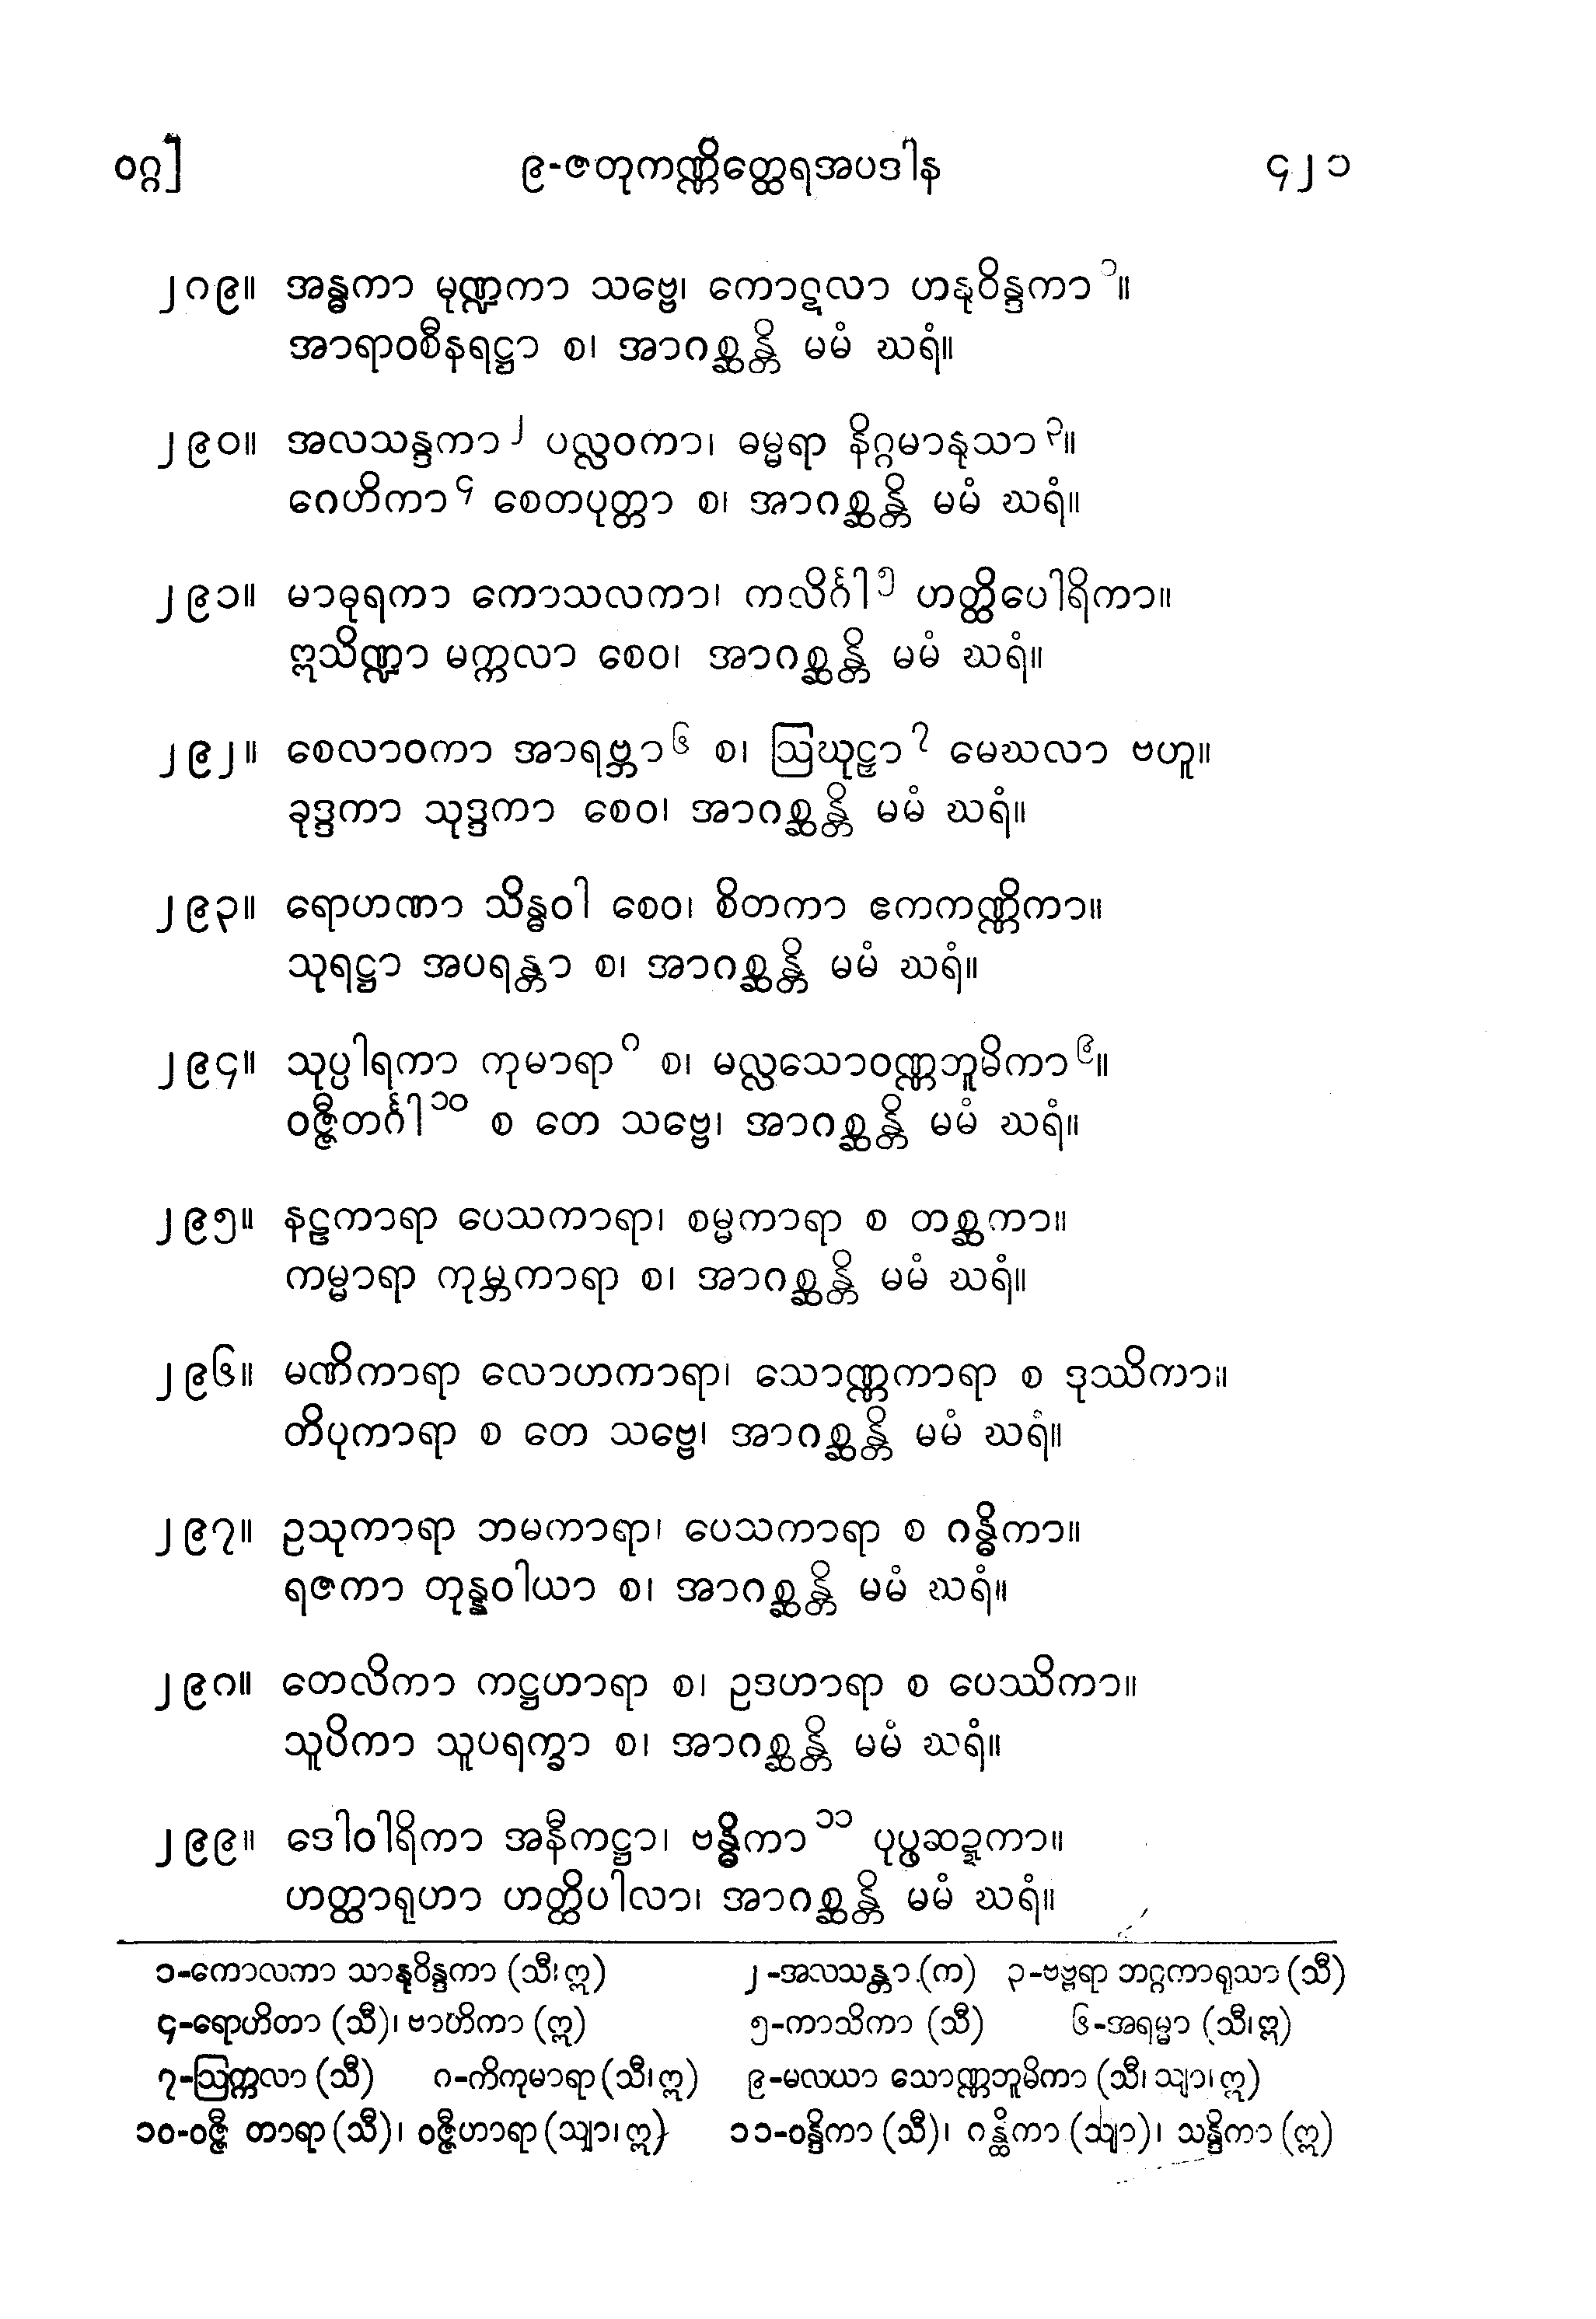 ဝဂ္ဂ] ၉-ဇတုကဏ္ဏိတ္ထေရအပဒါန ၄၂၁
၂၈၉။ အန္ဓကာ မုဏ္ဍကာ သဗ္ဗေ၊ ကောဋလာ ဟနုဝိန္ဒကာ၁။
အာရာဝစီနရဋ္ဌာ စ၊ အာဂစ္ဆန္တိ မမံ ဃရံ။
၂၉၀။ အလသန္ဒကာ၂ ပလ္လဝကာ၊ ဓမ္မရာ နိဂ္ဂမာနုသာ၃။
ဂေဟိကာ၄ စေတပုတ္တာ စ၊ အာဂစ္ဆန္တိ မမံ ဃရံ။
၂၉၁။ မာဓုရကာ ကောသလကာ၊ ကလိင်္ဂါ၅ ဟတ္ထိပေါရိကာ။
ဣသိဏ္ဍာ မက္ကလာ စေဝ၊ အာဂစ္ဆန္တိ မမံ ဃရံ။
၂၉၂။ စေလာဝကာ အာရဗ္ဘာ၆ စ၊ ဩဃုဠှာ၇ မေဃလာ ဗဟူ။
ခုဒ္ဒကာ သုဒ္ဒကာ စေဝ၊ အာဂစ္ဆန္တိ မမံ ဃရံ။
၂၉၃။ ရောဟဏာ သိန္ဓဝါ စေဝ၊ စိတကာ ဧကကဏ္ဏိကာ။
သုရဋ္ဌာ အပရန္တာ စ၊ အာဂစ္ဆန္တိ မမံ ဃရံ။
၂၉၄။ သုပ္ပါရကာ ကုမာရာ၈ စ၊ မလ္လသောဝဏ္ဏဘူမိကာ၉။
ဝဇ္ဇီတင်္ဂါ၁၀ စ တေ သဗ္ဗေ၊ အာဂစ္ဆန္တိ မမံ ဃရံ။
၂၉၅။ နဠကာရာ ပေသကာရာ၊ စမ္မကာရာ စ တစ္ဆကာ။
ကမ္မာရာ ကုမ္ဘကာရာ စ၊ အာဂစ္ဆန္တိ မမံ ဃရံ။
၂၉၆။ မဏိကာရာ လောဟကာရာ၊ သောဏ္ဏကာရာ စ ဒုဿိကာ။
တိပုကာရာ စ တေ သဗ္ဗေ၊ အာဂစ္ဆန္တိ မမံ ဃရံ။
၂၉၇။ ဥသုကာရာ ဘမကာရာ၊ ပေသကာရာ စ ဂန္ဓိကာ။
ရဇကာ တုန္နဝါယာ စ၊ အာဂစ္ဆန္တိ မမံ ဃရံ။
၂၉၈။ တေလိကာ ကဋ္ဌဟာရာ စ၊ ဥဒဟာရာ စ ပေဿိကာ။
သူပိကာ သူပရက္ခာ စ၊ အာဂစ္ဆန္တိ မမံ ဃရံ။
၂၉၉။ ဒေါဝါရိကာ အနီကဋ္ဌာ၊ ဗန္ဓိကာ၁၁ ပုပ္ဖဆဍ္ဍကာ။
ဟတ္ထာရုဟာ ဟတ္ထိပါလာ၊ အာဂစ္ဆန္တိ မမံ ဃရံ။
၁-ကောလကာ သာနုဝိန္ဒကာ (သီ၊ ဣ) ၂-အလသန္တာ (က) ၃-ဗဗ္ဗရာ ဘဂ္ဂကာရုသာ (သီ)
၄-ရောဟိတာ (သီ)၊ ဗာဟိကာ (ဣ) ၅-ကာသိကာ (သီ) ၆-အရမ္မာ (သီ၊ ဣ)
၇-ဩက္ကလာ (သီ) ၈-ကိကုမာရာ (သီ၊ ဣ) ၉-မလယာ သောဏ္ဏဘူမိကာ (သီ၊ သျာ၊ ဣ)
၁၀-ဝဇ္ဇီ တာရာ (သီ)၊ ဝဇ္ဇီဟာရာ (သျာ၊ ဣ) ၁၁-ဝန္ဒိကာ (သီ)၊ ဂန္ထိကာ (သျာ)၊ သန္ဒိကာ (ဣ)